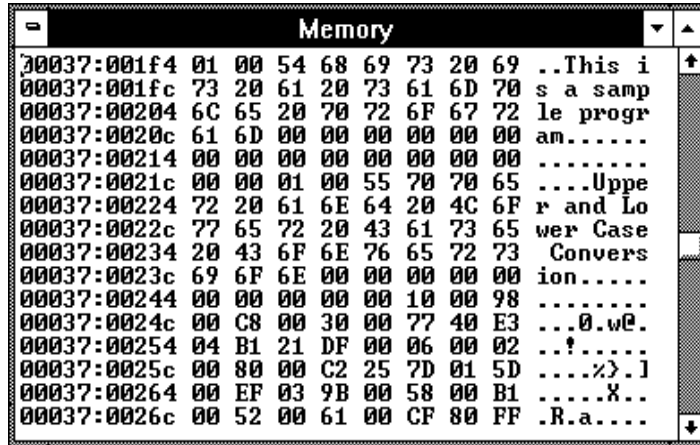 Memory
00037:001f4 01 00 54 68 69 73 20 69 ..This i
00037:001fc 73 20 61 20 73 61 6D 70 s a samp
00037:00204 6C 65 20 70 72 6F 67 72 le progr
00037:0020c 61 6D 00 00 00 00 00 00 am......
00037:00214 00 00 00 00 00 00 00 00 ........
00037:0021c 00 00 01 00 55 70 70 65 ....Uppe
00037:00224 72 20 61 6E 64 20 4C 6F r and Lo
00037:0022c 77 65 72 20 43 61 73 65 wer Case
00037:00234 20 43 6F 6E 76 65 72 73  Convers
00037:0023c 69 6F 6E 00 00 00 00 00 ion.....
00037:00244 00 00 00 00 00 10 00 98 ........
00037:0024c 00 C8 00 30 00 77 40 E3 ...0.w@.
00037:00254 04 B1 21 DF 00 06 00 02 ..!.....
00037:0025c 00 80 00 C2 25 7D 01 5D ....%}.]
00037:00264 00 EF 03 9B 00 58 00 B1 .....X..
00037:0026c 00 52 00 61 00 CF 80 FF .R.a....